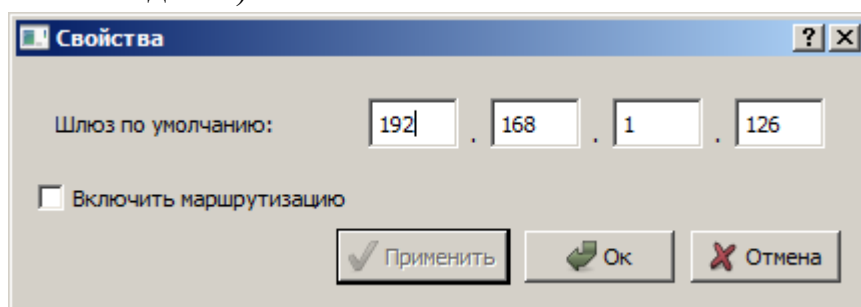 Свойства
Шлюз по умолчанию: 192 . 168 . 1 . 126
Включить маршрутизацию
Применить Ок Отмена